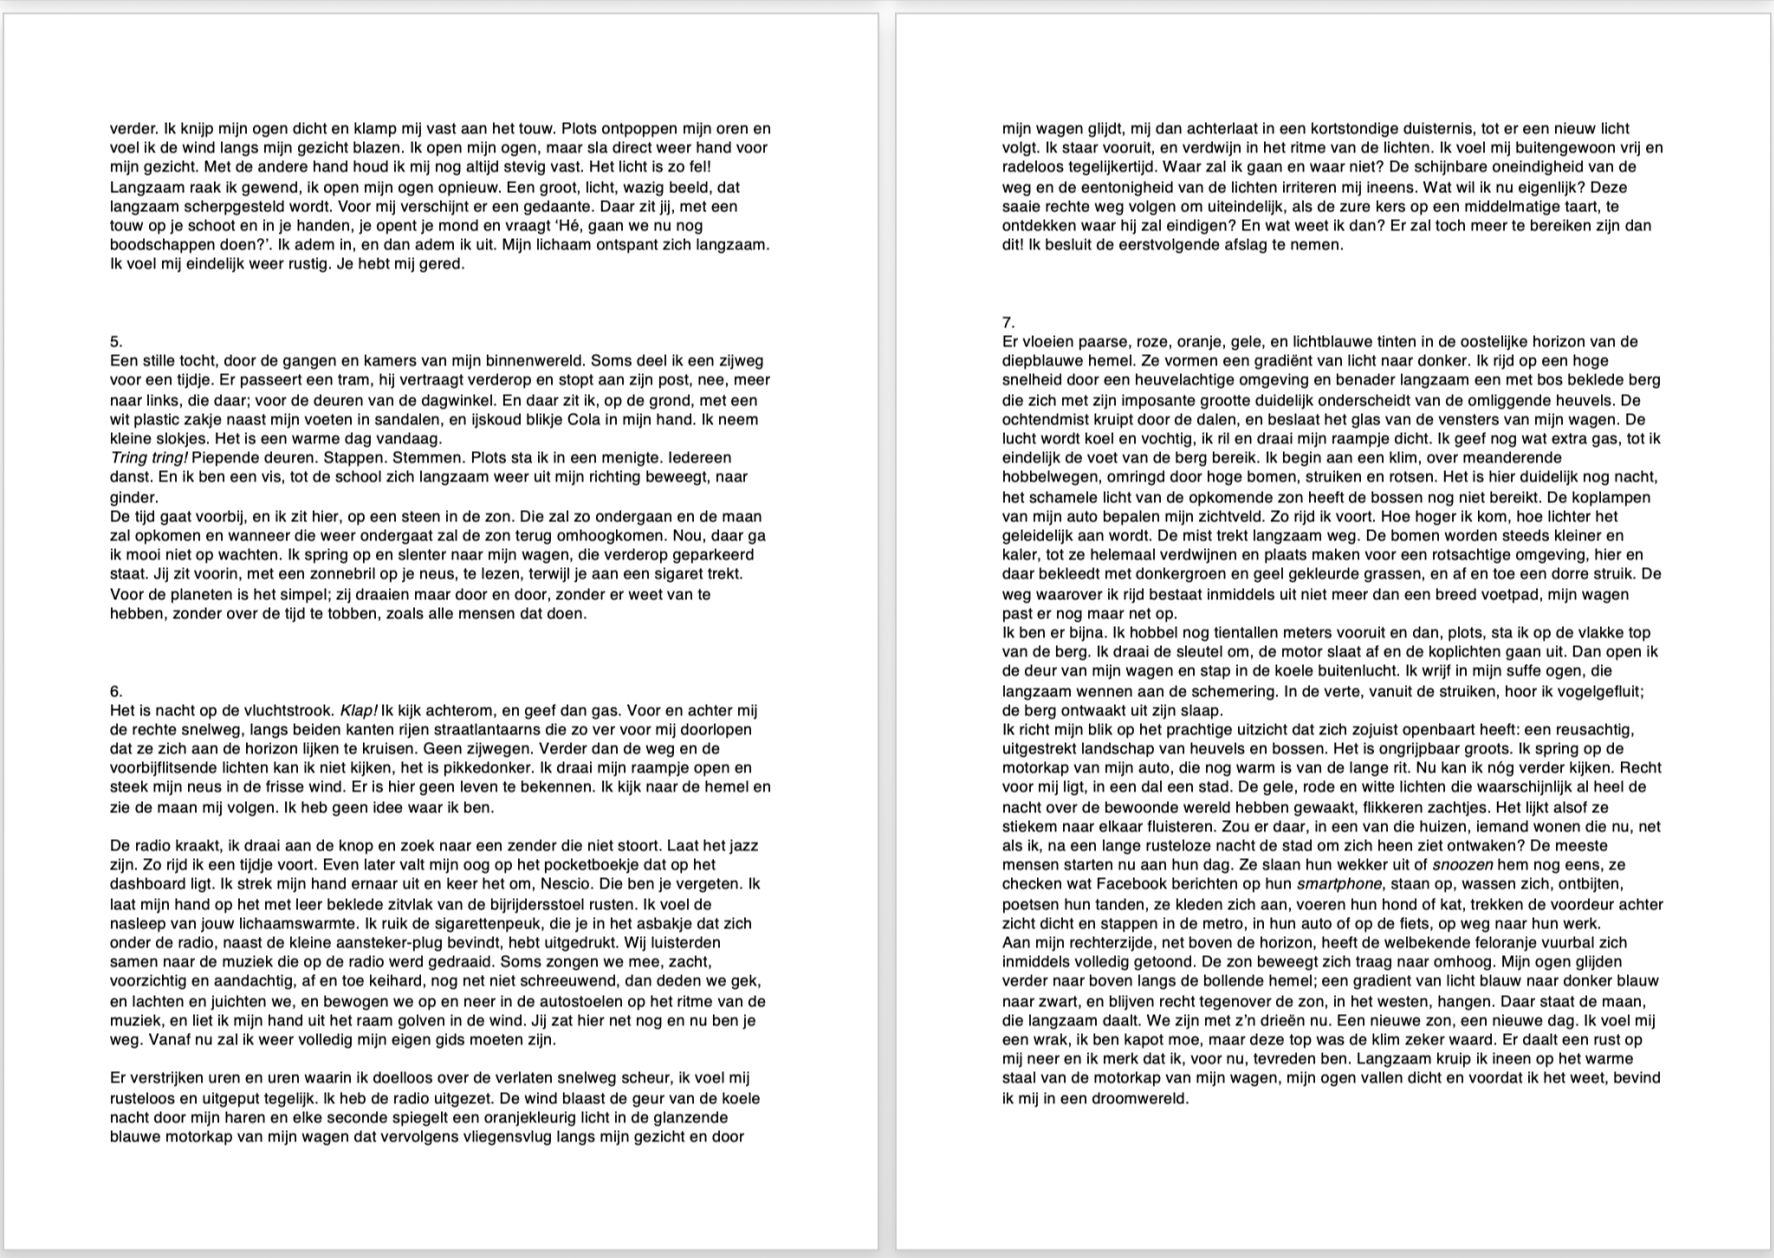 verder. Ik knijp mijn ogen dicht en klamp mij vast aan het touw. Plots ontpoppen mijn oren en
voel ik de wind langs mijn gezicht blazen. Ik open mijn ogen, maar sla direct weer hand voor
mijn gezicht. Met de andere hand houd ik mij nog altijd stevig vast. Het licht is zo fel!
Langzaam raak ik gewend, ik open mijn ogen opnieuw. Een groot, licht, wazig beeld, dat
langzaam scherpgesteld wordt. Voor mij verschijnt er een gedaante. Daar zit jij, met een
touw op je schoot en in je handen, je opent je mond en vraagt ‘Hé, gaan we nu nog
boodschappen doen?’. Ik adem in, en dan adem ik uit. Mijn lichaam ontspant zich langzaam.
Ik voel mij eindelijk weer rustig. Je hebt mij gered.
5.
Een stille tocht, door de gangen en kamers van mijn binnenwereld. Soms deel ik een zijweg
voor een tijdje. Er passeert een tram, hij vertraagt verderop en stopt aan zijn post, nee, meer
naar links, die daar; voor de deuren van de dagwinkel. En daar zit ik, op de grond, met een
wit plastic zakje naast mijn voeten in sandalen, en ijskoud blikje Cola in mijn hand. Ik neem
kleine slokjes. Het is een warme dag vandaag.
Tring tring! Piepende deuren. Stappen. Stemmen. Plots sta ik in een menigte. Iedereen
danst. En ik ben een vis, tot de school zich langzaam weer uit mijn richting beweegt, naar
ginder.
De tijd gaat voorbij, en ik zit hier, op een steen in de zon. Die zal zo ondergaan en de maan
zal opkomen en wanneer die weer ondergaat zal de zon terug omhoogkomen. Nou, daar ga
ik mooi niet op wachten. Ik spring op en slenter naar mijn wagen, die verderop geparkeerd
staat. Jij zit voorin, met een zonnebril op je neus, te lezen, terwijl je aan een sigaret trekt.
Voor de planeten is het simpel; zij draaien maar door en door, zonder er weet van te
hebben, zonder over de tijd te tobben, zoals alle mensen dat doen.
6.
Het is nacht op de vluchtstrook. Klap! Ik kijk achterom, en geef dan gas. Voor en achter mij
de rechte snelweg, langs beiden kanten rijen straatlantaarns die zo ver voor mij doorlopen
dat ze zich aan de horizon lijken te kruisen. Geen zijwegen. Verder dan de weg en de
voorbijflitsende lichten kan ik niet kijken, het is pikkedonker. Ik draai mijn raampje open en
steek mijn neus in de frisse wind. Er is hier geen leven te bekennen. Ik kijk naar de hemel en
zie de maan mij volgen. Ik heb geen idee waar ik ben.
De radio kraakt, ik draai aan de knop en zoek naar een zender die niet stoort. Laat het jazz
zijn. Zo rijd ik een tijdje voort. Even later valt mijn oog op het pocketboekje dat op het
dashboard ligt. Ik strek mijn hand ernaar uit en keer het om, Nescio. Die ben je vergeten. Ik
laat mijn hand op het met leer beklede zitvlak van de bijrijdersstoel rusten. Ik voel de
nasleep van jouw lichaamswarmte. Ik ruik de sigarettenpeuk, die je in het asbakje dat zich
onder de radio, naast de kleine aansteker-plug bevindt, hebt uitgedrukt. Wij luisterden
samen naar de muziek die op de radio werd gedraaid. Soms zongen we mee, zacht,
voorzichtig en aandachtig, af en toe keihard, nog net niet schreeuwend, dan deden we gek,
en lachten en juichten we, en bewogen we op en neer in de autostoelen op het ritme van de
muziek, en liet ik mijn hand uit het raam golven in de wind. Jij zat hier net nog en nu ben je
weg. Vanaf nu zal ik weer volledig mijn eigen gids moeten zijn.
Er verstrijken uren en uren waarin ik doelloos over de verlaten snelweg scheur, ik voel mij
rusteloos en uitgeput tegelijk. Ik heb de radio uitgezet. De wind blaast de geur van de koele
nacht door mijn haren en elke seconde spiegelt een oranjekleurig licht in de glanzende
blauwe motorkap van mijn wagen dat vervolgens vliegensvlug langs mijn gezicht en door
mijn wagen glijdt, mij dan achterlaat in een kortstondige duisternis, tot er een nieuw licht
volgt. Ik staar vooruit, en verdwijn in het ritme van de lichten. Ik voel mij buitengewoon vrij en
radeloos tegelijkertijd. Waar zal ik gaan en waar niet? De schijnbare oneindigheid van de
weg en de eentonigheid van de lichten irriteren mij ineens. Wat wil ik nu eigenlijk? Deze
saaie rechte weg volgen om uiteindelijk, als de zure kers op een middelmatige taart, te
ontdekken waar hij zal eindigen? En wat weet ik dan? Er zal toch meer te bereiken zijn dan
dit! Ik besluit de eerstvolgende afslag te nemen.
7.
Er vloeien paarse, roze, oranje, gele, en lichtblauwe tinten in de oostelijke horizon van de
diepblauwe hemel. Ze vormen een gradiënt van licht naar donker. Ik rijd op een hoge
snelheid door een heuvelachtige omgeving en benader langzaam een met bos beklede berg
die zich met zijn imposante grootte duidelijk onderscheidt van de omliggende heuvels. De
ochtendmist kruipt door de dalen, en beslaat het glas van de vensters van mijn wagen. De
lucht wordt koel en vochtig, ik ril en draai mijn raampje dicht. Ik geef nog wat extra gas, tot ik
eindelijk de voet van de berg bereik. Ik begin aan een klim, over meanderende
hobbelwegen, omringd door hoge bomen, struiken en rotsen. Het is hier duidelijk nog nacht,
het schamele licht van de opkomende zon heeft de bossen nog niet bereikt. De koplampen
van mijn auto bepalen mijn zichtveld. Zo rijd ik voort. Hoe hoger ik kom, hoe lichter het
geleidelijk aan wordt. De mist trekt langzaam weg. De bomen worden steeds kleiner en
kaler, tot ze helemaal verdwijnen en plaats maken voor een rotsachtige omgeving, hier en
daar bekleedt met donkergroen en geel gekleurde grassen, en af en toe een dorre struik. De
weg waarover ik rijd bestaat inmiddels uit niet meer dan een breed voetpad, mijn wagen
past er nog maar net op.
Ik ben er bijna. Ik hobbel nog tientallen meters vooruit en dan, plots, sta ik op de vlakke top
van de berg. Ik draai de sleutel om, de motor slaat af en de koplichten gaan uit. Dan open ik
de deur van mijn wagen en stap in de koele buitenlucht. Ik wrijf in mijn suffe ogen, die
langzaam wennen aan de schemering. In de verte, vanuit de struiken, hoor ik vogelgefluit;
de berg ontwaakt uit zijn slaap.
Ik richt mijn blik op het prachtige uitzicht dat zich zojuist openbaart heeft: een reusachtig,
uitgestrekt landschap van heuvels en bossen. Het is ongrijpbaar groots. Ik spring op de
motorkap van mijn auto, die nog warm is van de lange rit. Nu kan ik nóg verder kijken. Recht
voor mij ligt, in een dal een stad. De gele, rode en witte lichten die waarschijnlijk al heel de
nacht over de bewoonde wereld hebben gewaakt, flikkeren zachtjes. Het lijkt alsof ze
stiekem naar elkaar fluisteren. Zou er daar, in een van die huizen, iemand wonen die nu, net
als ik, na een lange rusteloze nacht de stad om zich heen ziet ontwaken? De meeste
mensen starten nu aan hun dag. Ze slaan hun wekker uit of snoozen hem nog eens, ze
checken wat Facebook berichten op hun smartphone, staan op, wassen zich, ontbijten,
poetsen hun tanden, ze kleden zich aan, voeren hun hond of kat, trekken de voordeur achter
zicht dicht en stappen in de metro, in hun auto of op de fiets, op weg naar hun werk.
Aan mijn rechterzijde, net boven de horizon, heeft de welbekende feloranje vuurbal zich
inmiddels volledig getoond. De zon beweegt zich traag naar omhoog. Mijn ogen glijden
verder naar boven langs de bollende hemel; een gradient van licht blauw naar donker blauw
naar zwart, en blijven recht tegenover de zon, in het westen, hangen. Daar staat de maan,
die langzaam daalt. We zijn met z’n drieën nu. Een nieuwe zon, een nieuwe dag. Ik voel mij
een wrak, ik ben kapot moe, maar deze top was de klim zeker waard. Er daalt een rust op
mij neer en ik merk dat ik, voor nu, tevreden ben. Langzaam kruip ik ineen op het warme
staal van de motorkap van mijn wagen, mijn ogen vallen dicht en voordat ik het weet, bevind
ik mij in een droomwereld.